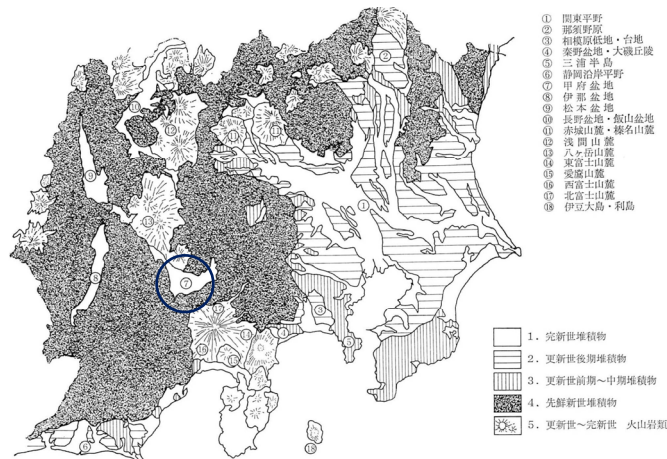 ① 関東平野
② 那須野原
③ 相模原低地・台地
④ 秦野盆地・大磯丘陵
⑤ 三浦半島
⑥ 静岡沿岸平野
⑦ 甲府盆地
⑧ 伊那盆地
⑨ 松本盆地
⑩ 長野盆地・飯山盆地
⑪ 赤城山麓・榛名山麓
⑫ 浅間山麓
⑬ 八ヶ岳山麓
⑭ 東富士山麓
⑮ 愛鷹山麓
⑯ 西富士山麓
⑰ 北富士山麓
⑱ 伊豆大島・利島
②
⑫
①
⑧
⑦
⑥
⑱
1. 完新世堆積物
2. 更新世後期堆積物
3. 更新世前期~中期堆積物
4. 先鮮新世堆積物
5. 更新世~完新世 火山岩類